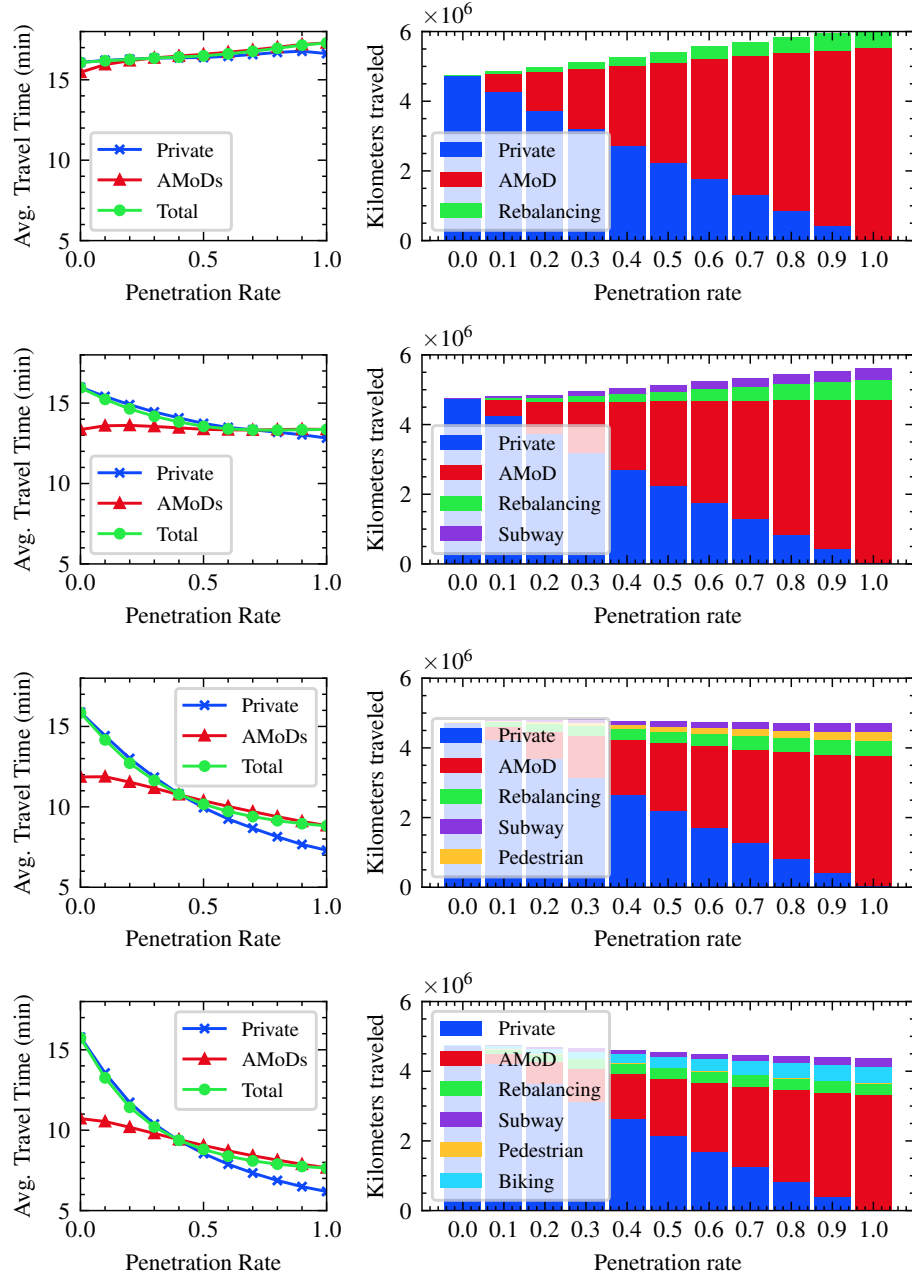 Avg. Travel Time (min)
15
10
5
0.0 0.5 1.0
Penetration Rate
Private
AMoDs
Total
×10⁶
Kilometers traveled
6
4
2
0
0.0 0.1 0.2 0.3 0.4 0.5 0.6 0.7 0.8 0.9 1.0
Penetration rate
Private
AMoD
Rebalancing
Avg. Travel Time (min)
15
10
5
0.0 0.5 1.0
Penetration Rate
Private
AMoDs
Total
×10⁶
Kilometers traveled
6
4
2
0
0.0 0.1 0.2 0.3 0.4 0.5 0.6 0.7 0.8 0.9 1.0
Penetration rate
Private
AMoD
Rebalancing
Subway
Avg. Travel Time (min)
15
10
5
0.0 0.5 1.0
Penetration Rate
Private
AMoDs
Total
×10⁶
Kilometers traveled
6
4
2
0
0.0 0.1 0.2 0.3 0.4 0.5 0.6 0.7 0.8 0.9 1.0
Penetration rate
Private
AMoD
Rebalancing
Subway
Pedestrian
Avg. Travel Time (min)
15
10
5
0.0 0.5 1.0
Penetration Rate
Private
AMoDs
Total
×10⁶
Kilometers traveled
6
4
2
0
0.0 0.1 0.2 0.3 0.4 0.5 0.6 0.7 0.8 0.9 1.0
Penetration rate
Private
AMoD
Rebalancing
Subway
Pedestrian
Biking